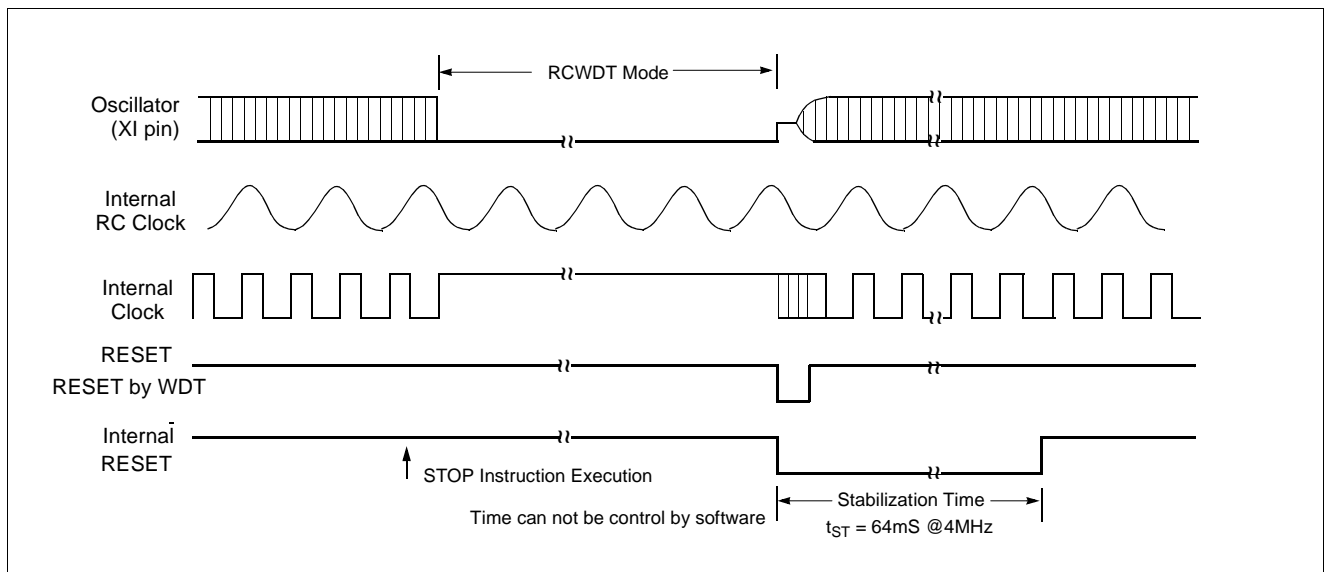 RCWDT Mode
Oscillator
(XI pin)
Internal
RC Clock
Internal
Clock
RESET
RESET by WDT
Internal
RESET
STOP Instruction Execution
Time can not be control by software
Stabilization Time
tST = 64mS @4MHz